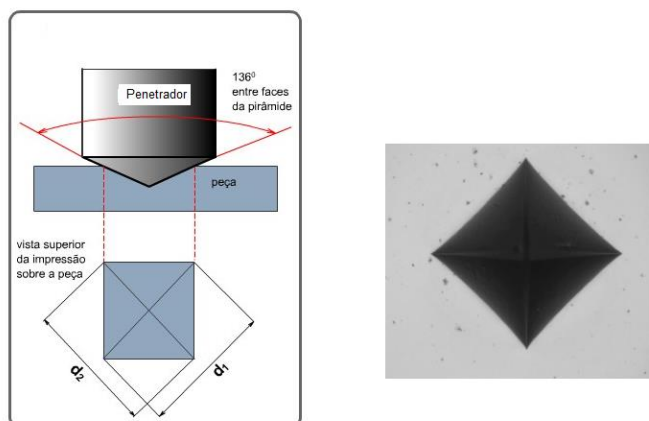 Penetrador
136⁰
entre faces
da pirâmide
peça
vista superior
da impressão
sobre a peça
d₂
d₁